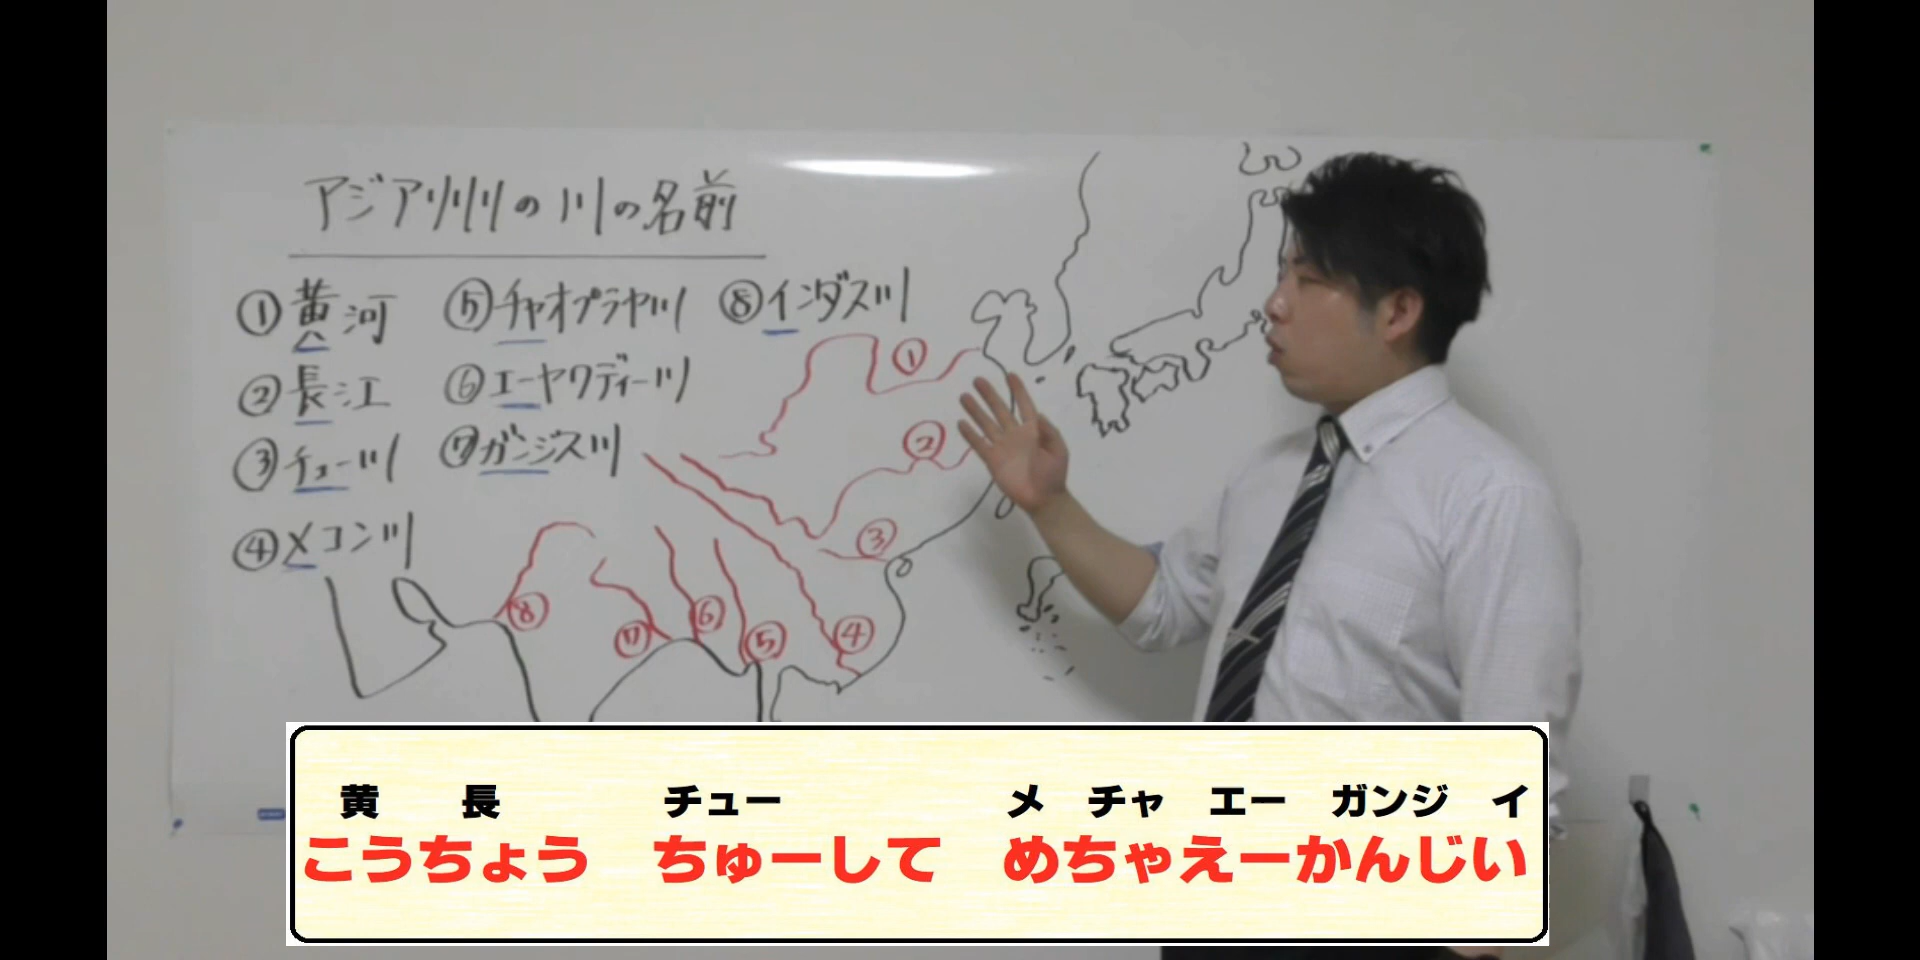 アジア州の川の名前
①黄河 ⑤チャオプラヤ川 ⑧インダス川
②長江 ⑥エーヤワディー川
③チュー川 ⑦ガンジス川
④メコン川
①
②
③
④
⑤
⑥
⑦
⑧
黄 長 チュー メ チャ エー ガンジ イ
こうちょう ちゅーして めちゃえーかんじい